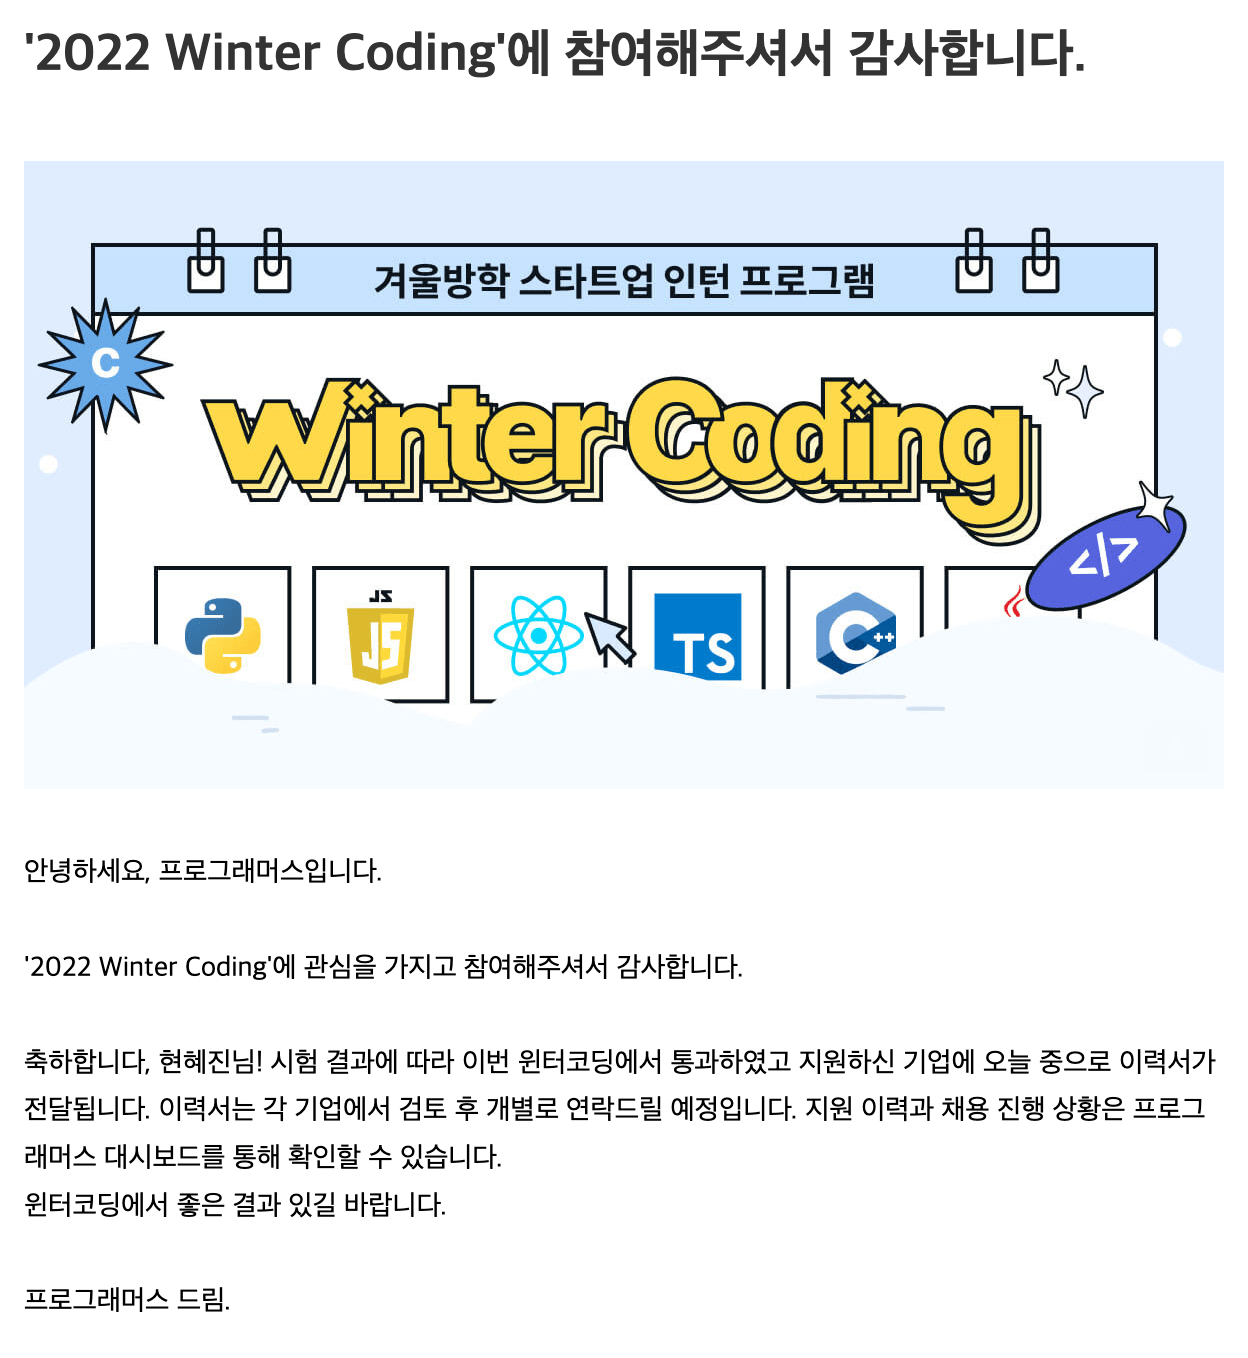 '2022 Winter Coding'에 참여해주셔서 감사합니다.
겨울방학 스타트업 인턴 프로그램
C
Winter Coding
</>
JS
JS
TS
C++
안녕하세요, 프로그래머스입니다.
'2022 Winter Coding'에 관심을 가지고 참여해주셔서 감사합니다.
축하합니다, 현혜진님! 시험 결과에 따라 이번 윈터코딩에서 통과하였고 지원하신 기업에 오늘 중으로 이력서가
전달됩니다. 이력서는 각 기업에서 검토 후 개별로 연락드릴 예정입니다. 지원 이력과 채용 진행 상황은 프로그
래머스 대시보드를 통해 확인할 수 있습니다.
윈터코딩에서 좋은 결과 있길 바랍니다.
프로그래머스 드림.